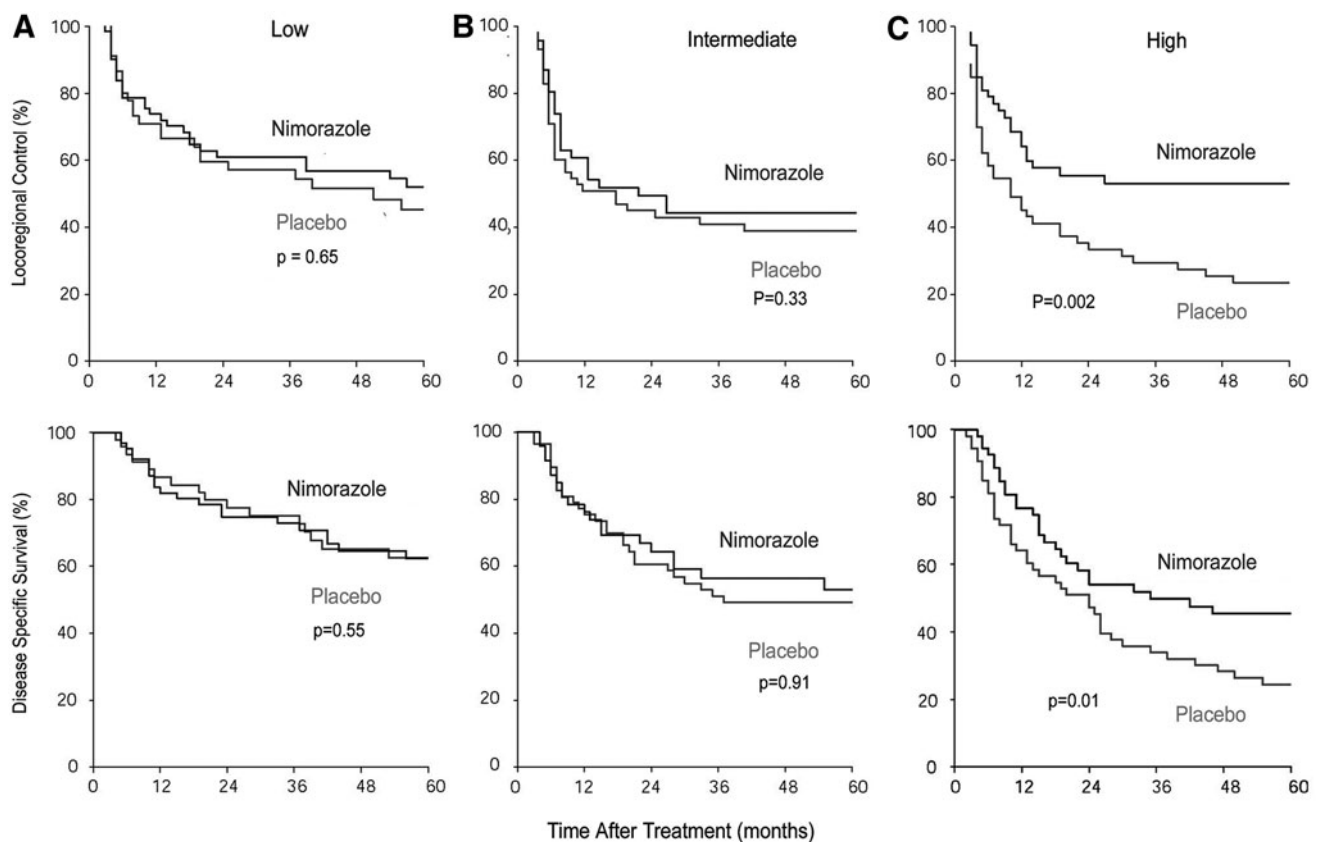 A
Low
B
Intermediate
C
High
Locoregional Control (%)
100
80
60
40
20
0
Nimorazole
Placebo
p = 0.65
0 12 24 36 48 60
100
80
60
40
20
0
Nimorazole
Placebo
P=0.33
0 12 24 36 48 60
100
80
60
40
20
0
Nimorazole
P=0.002
Placebo
0 12 24 36 48 60
Disease Specific Survival (%)
100
80
60
40
20
0
Nimorazole
Placebo
p=0.55
0 12 24 36 48 60
100
80
60
40
20
0
Nimorazole
Placebo
p=0.91
0 12 24 36 48 60
100
80
60
40
20
0
Nimorazole
p=0.01
Placebo
0 12 24 36 48 60
Time After Treatment (months)